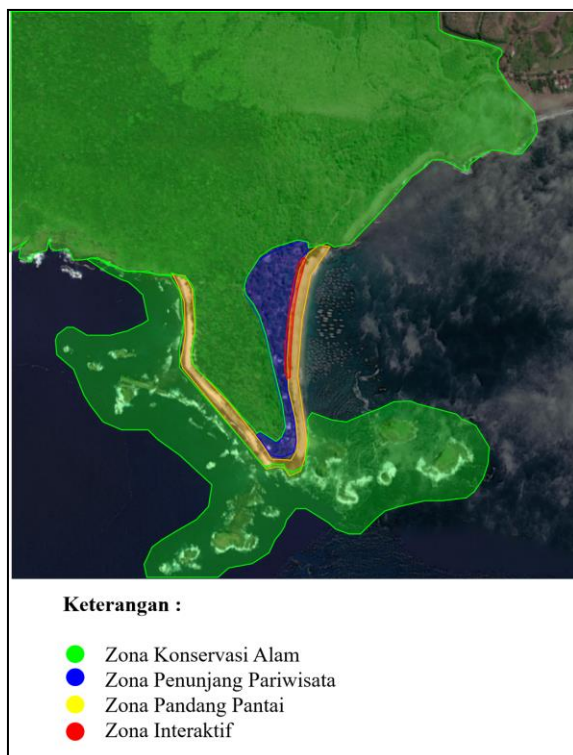 Keterangan :
Zona Konservasi Alam
Zona Penunjang Pariwisata
Zona Pandang Pantai
Zona Interaktif